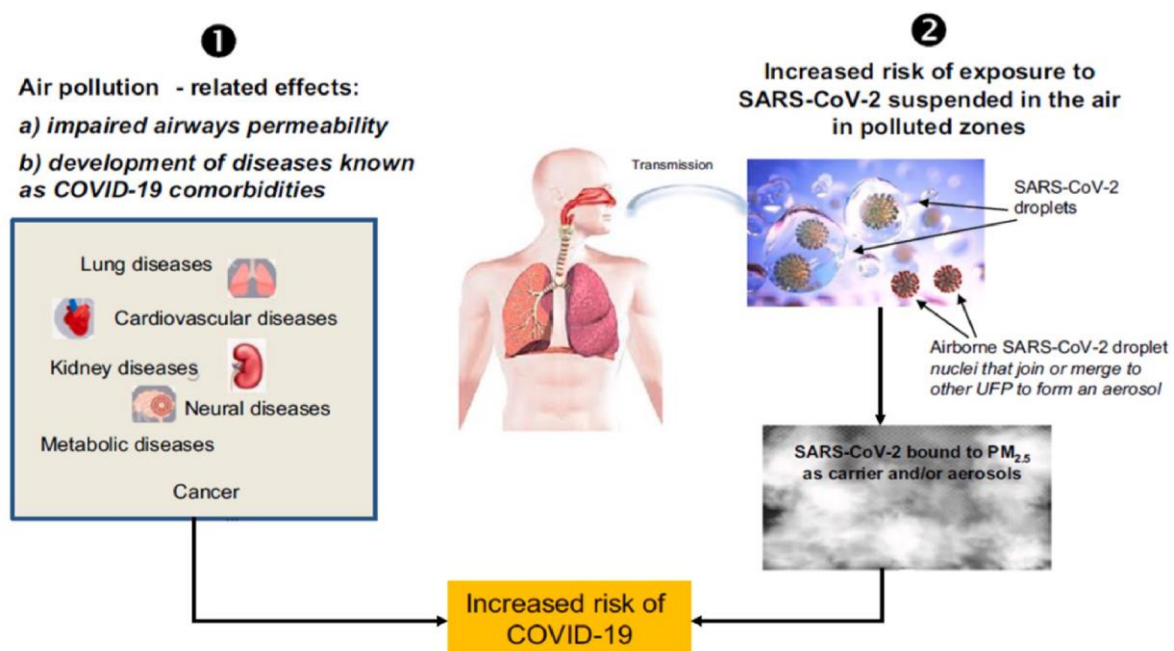 ❶
Air pollution - related effects:
a) impaired airways permeability
b) development of diseases known
as COVID-19 comorbidities
Lung diseases
Cardiovascular diseases
Kidney diseases
Neural diseases
Metabolic diseases
Cancer
Transmission
❷
Increased risk of exposure to
SARS-CoV-2 suspended in the air
in polluted zones
SARS-CoV-2
droplets
Airborne SARS-CoV-2 droplet
nuclei that join or merge to
other UFP to form an aerosol
SARS-CoV-2 bound to PM2.5
as carrier and/or aerosols
Increased risk of
COVID-19